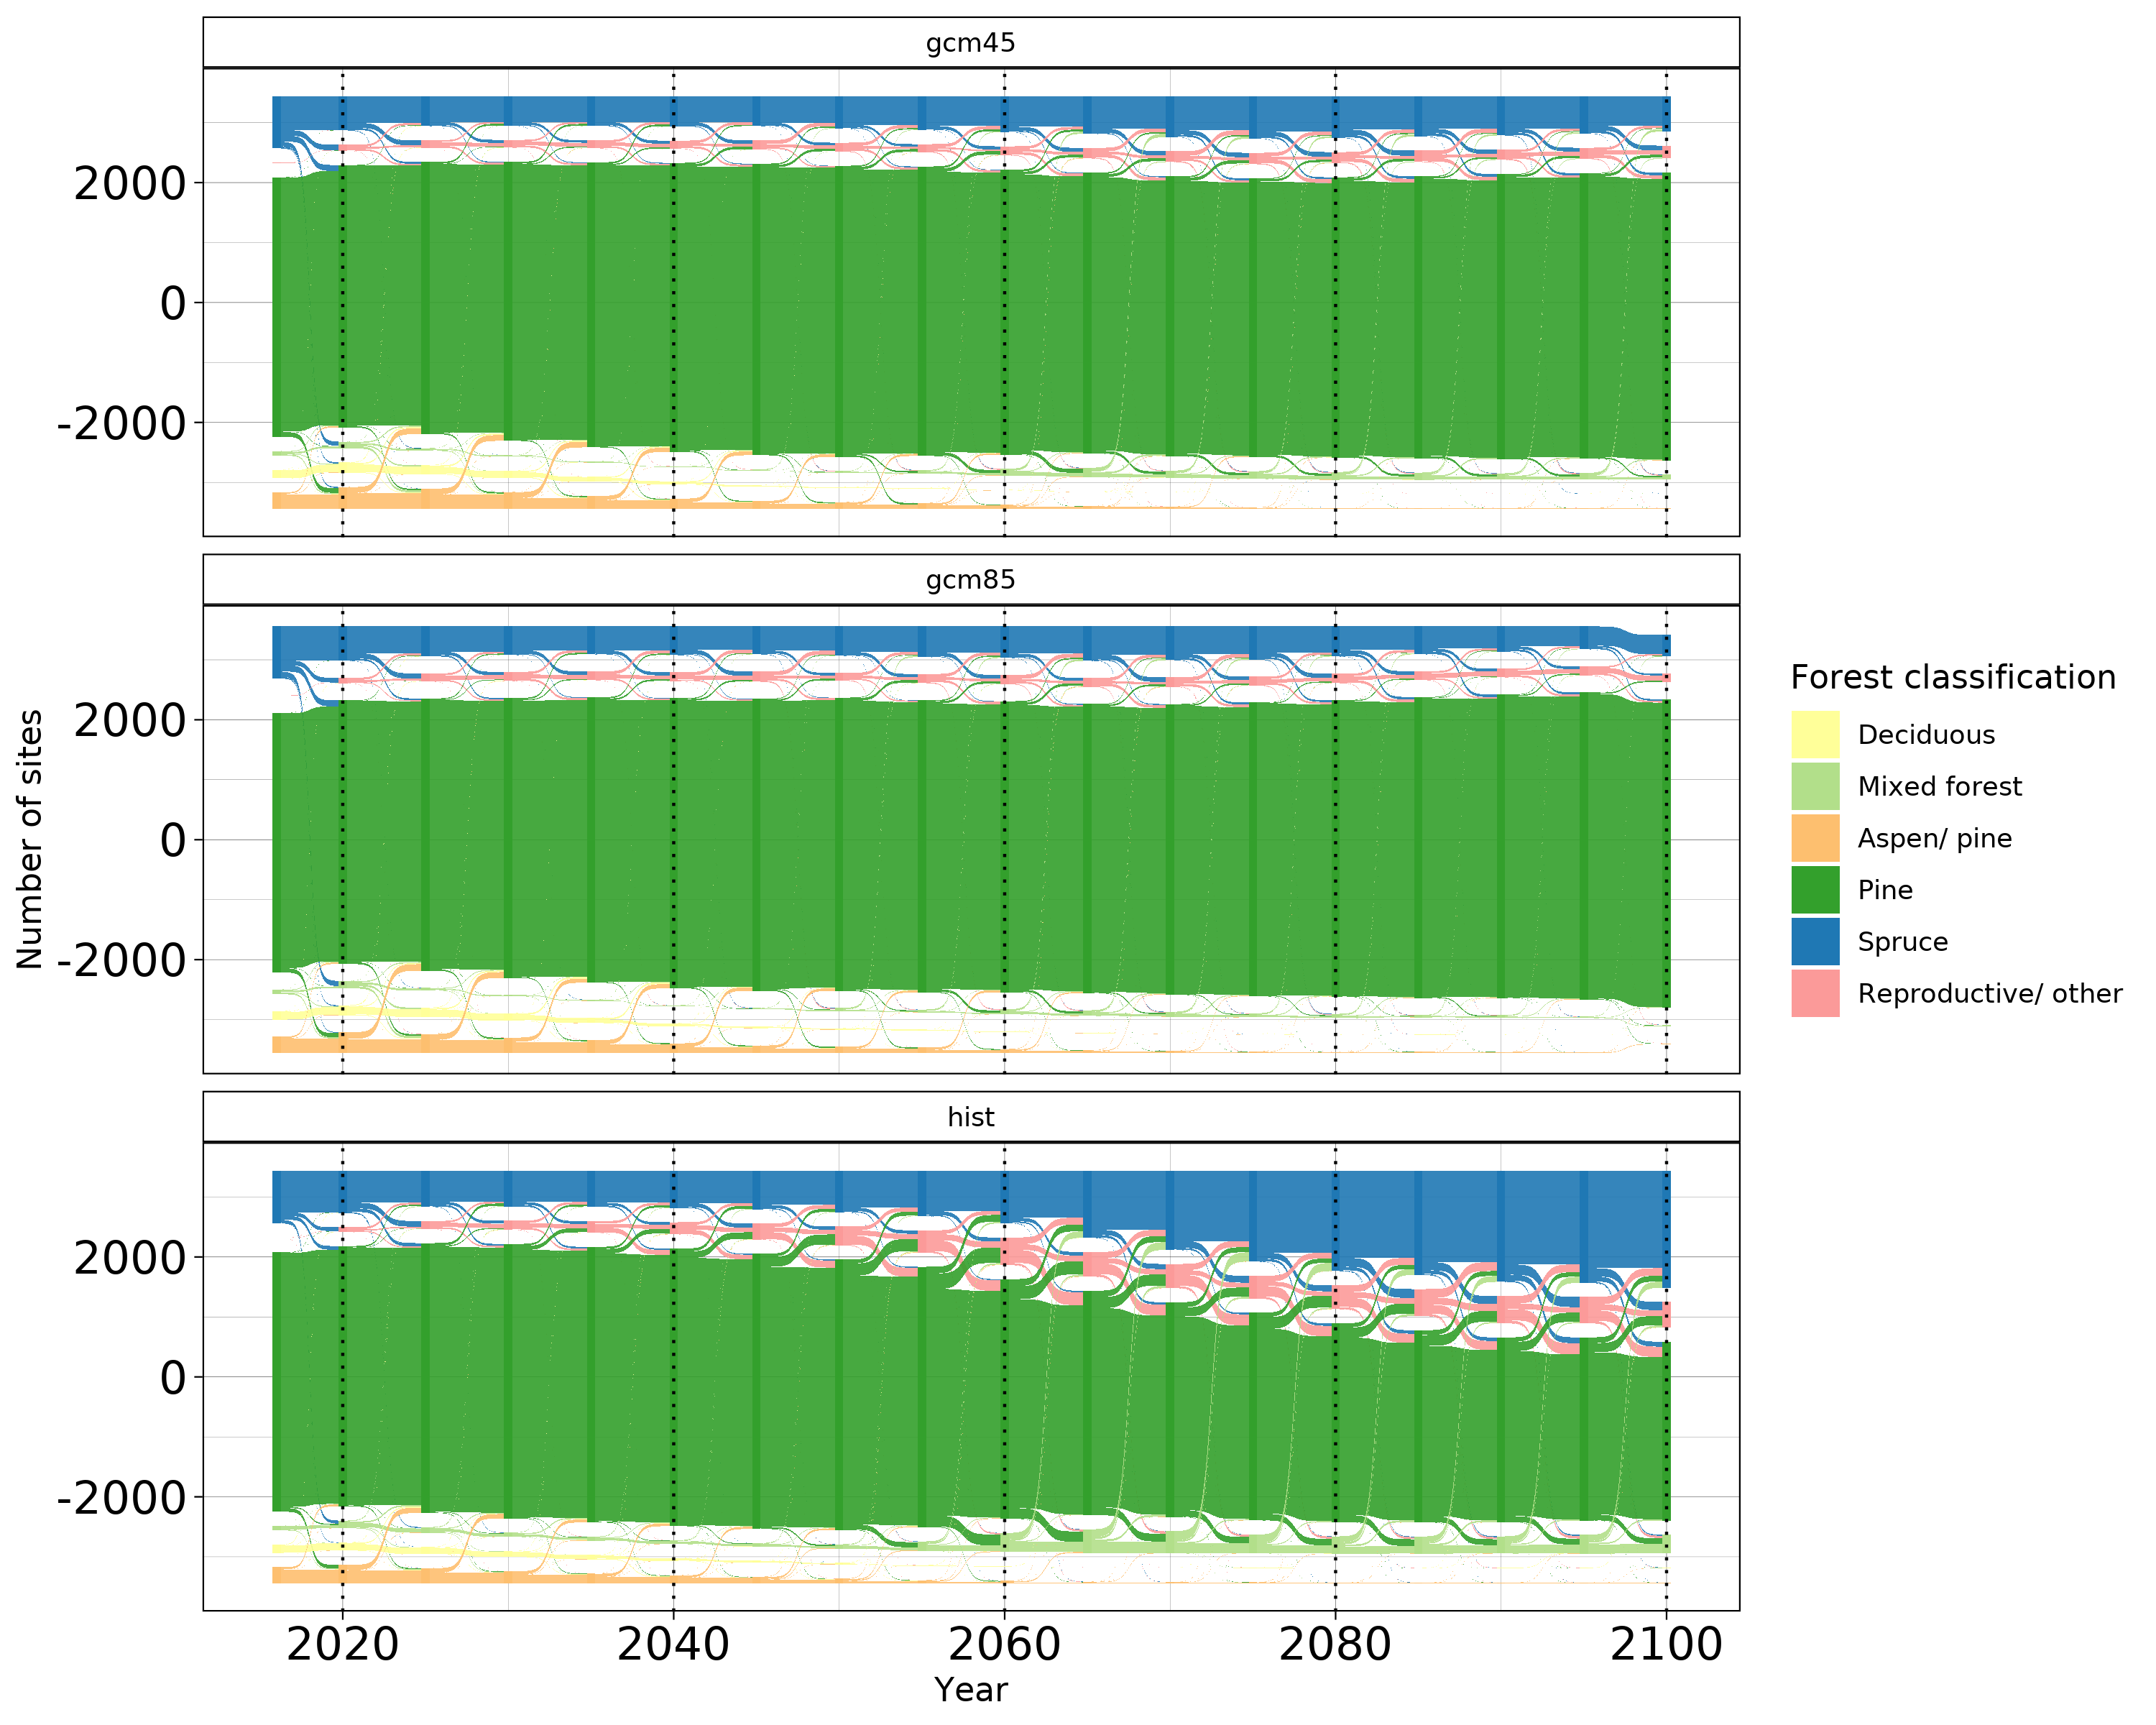 gcm45
2000
0
-2000
gcm85
2000
0
-2000
hist
2000
0
-2000
2020 2040 2060 2080 2100
Year
Number of sites
Forest classification
Deciduous
Mixed forest
Aspen/ pine
Pine
Spruce
Reproductive/ other